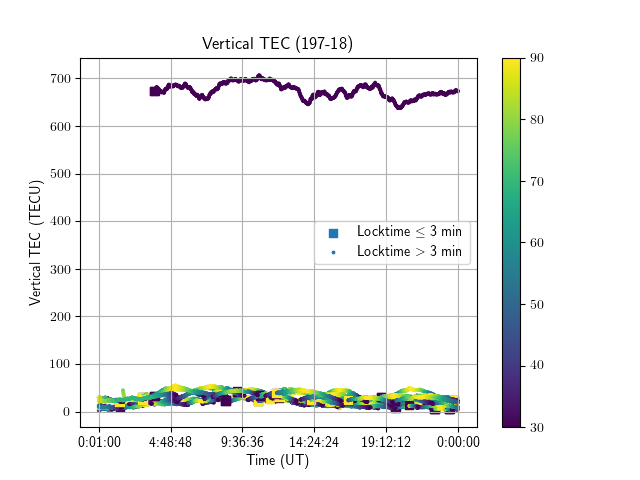 Vertical TEC (197-18)
Vertical TEC (TECU)
700
600
500
400
300
200
100
0
Locktime ≤ 3 min
Locktime > 3 min
0:01:00 4:48:48 9:36:36 14:24:24 19:12:12 0:00:00
Time (UT)
90
80
70
60
50
40
30